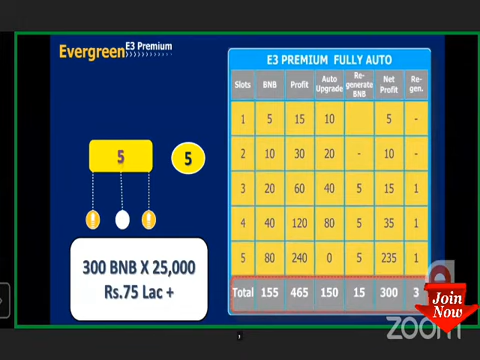 Evergreen E3 Premium
E3 PREMIUM FULLY AUTO
Slots BNB Profit Auto Upgrade Re-generate BNB Net Profit Re-gen.
1 5 15 10 5 -
2 10 30 20 - 10 -
3 20 60 40 5 15 1
4 40 120 80 5 35 1
5 80 240 0 5 235 1
Total 155 465 150 15 300 3
5
5
300 BNB X 25,000
Rs.75 Lac +
Join
Now
zoom